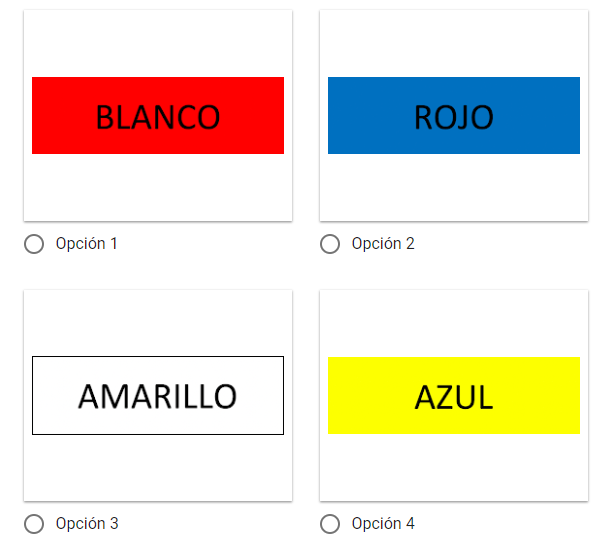 BLANCO
ROJO
Opción 1
Opción 2
AMARILLO
AZUL
Opción 3
Opción 4